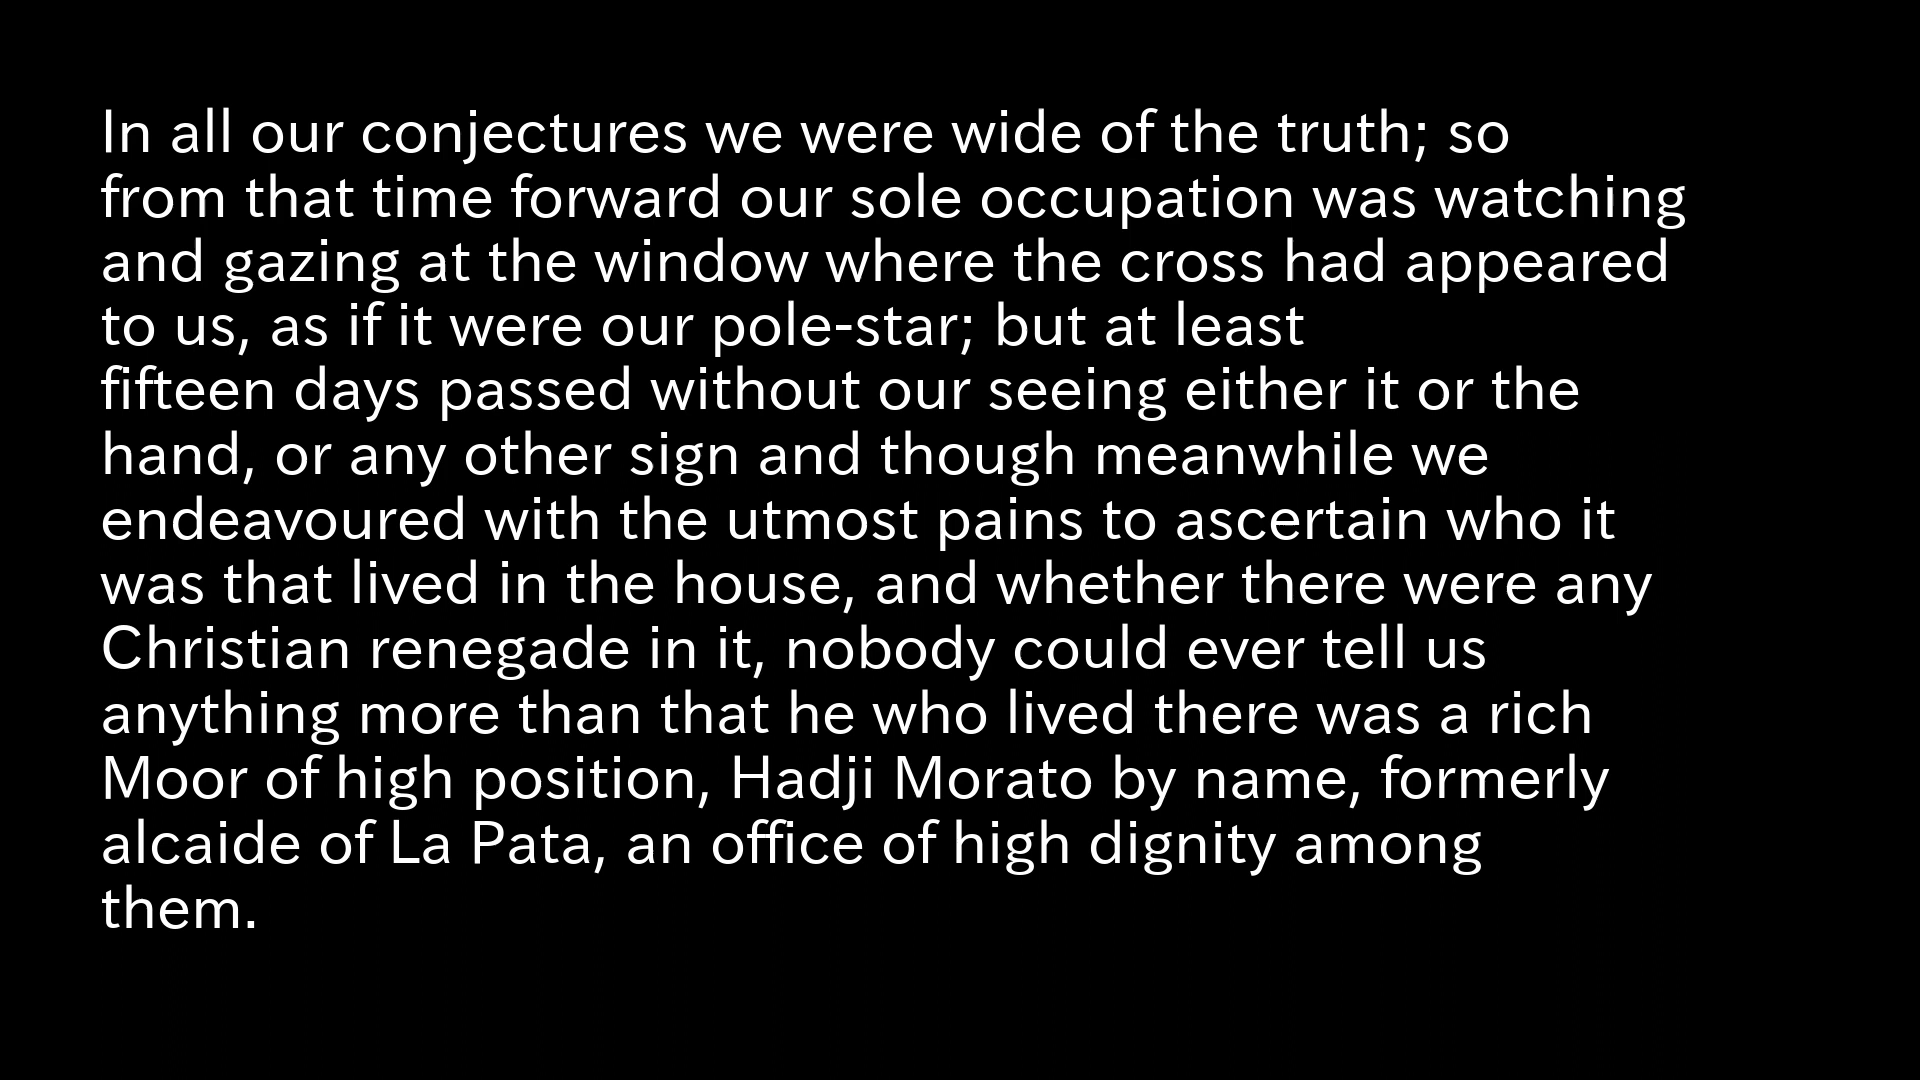 In all our conjectures we were wide of the truth; so
from that time forward our sole occupation was watching
and gazing at the window where the cross had appeared
to us, as if it were our pole-star; but at least
fifteen days passed without our seeing either it or the
hand, or any other sign and though meanwhile we
endeavoured with the utmost pains to ascertain who it
was that lived in the house, and whether there were any
Christian renegade in it, nobody could ever tell us
anything more than that he who lived there was a rich
Moor of high position, Hadji Morato by name, formerly
alcaide of La Pata, an office of high dignity among
them.